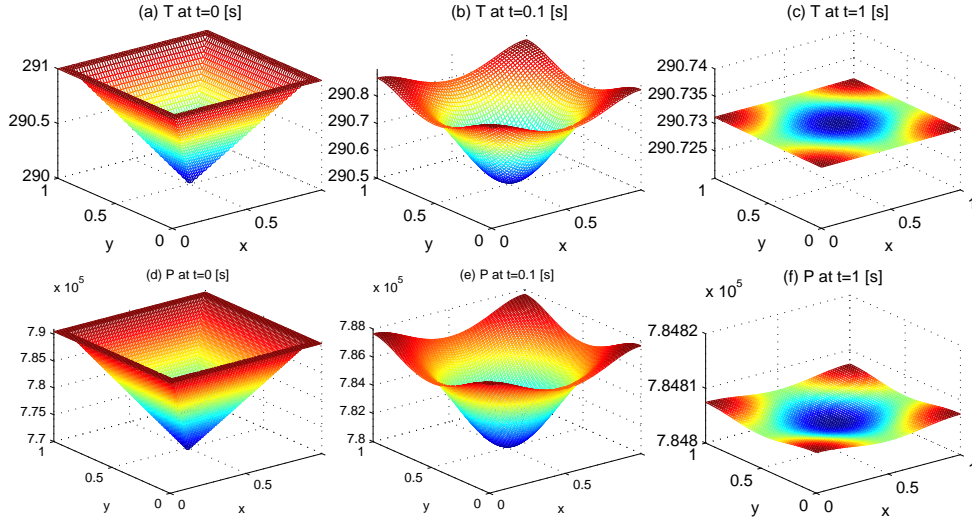 (a) T at t=0 [s]
291
290.5
290
1
0.5
0
0
0.5
y
x
(b) T at t=0.1 [s]
290.8
290.7
290.6
290.5
1
0.5
0
0
0.5
y
x
(c) T at t=1 [s]
290.74
290.735
290.73
290.725
1
0.5
0
0
0.5
1
y
x
(d) P at t=0 [s]
x 10^5
7.9
7.85
7.8
7.75
7.7
1
0.5
0
0
0.5
y
x
(e) P at t=0.1 [s]
x 10^5
7.88
7.86
7.84
7.82
7.8
1
0.5
0
0
0.5
y
x
(f) P at t=1 [s]
x 10^5
7.8482
7.8481
7.848
1
0.5
0
0
0.5
1
y
x